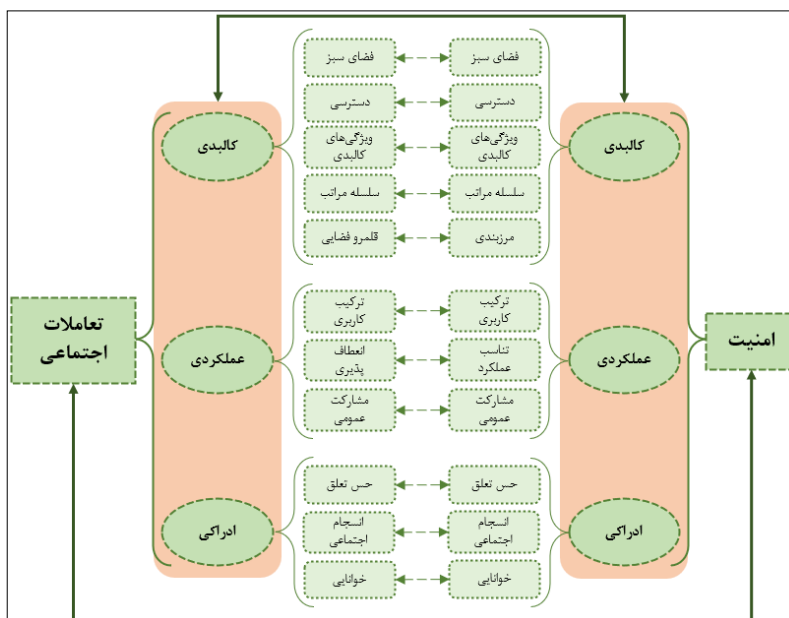 امنیت
کالبدی
فضای سبز
دسترسی
ویژگی‌های
کالبدی
سلسله مراتب
مرزبندی
عملکردی
ترکیب
کاربری
تناسب
عملکرد
مشارکت
عمومی
ادراکی
حس تعلق
انسجام
اجتماعی
خوانایی
فضای سبز
دسترسی
ویژگی‌های
کالبدی
سلسله مراتب
قلمرو فضایی
کالبدی
ترکیب
کاربری
انعطاف
پذیری
مشارکت
عمومی
عملکردی
حس تعلق
انسجام
اجتماعی
خوانایی
ادراکی
تعاملات
اجتماعی